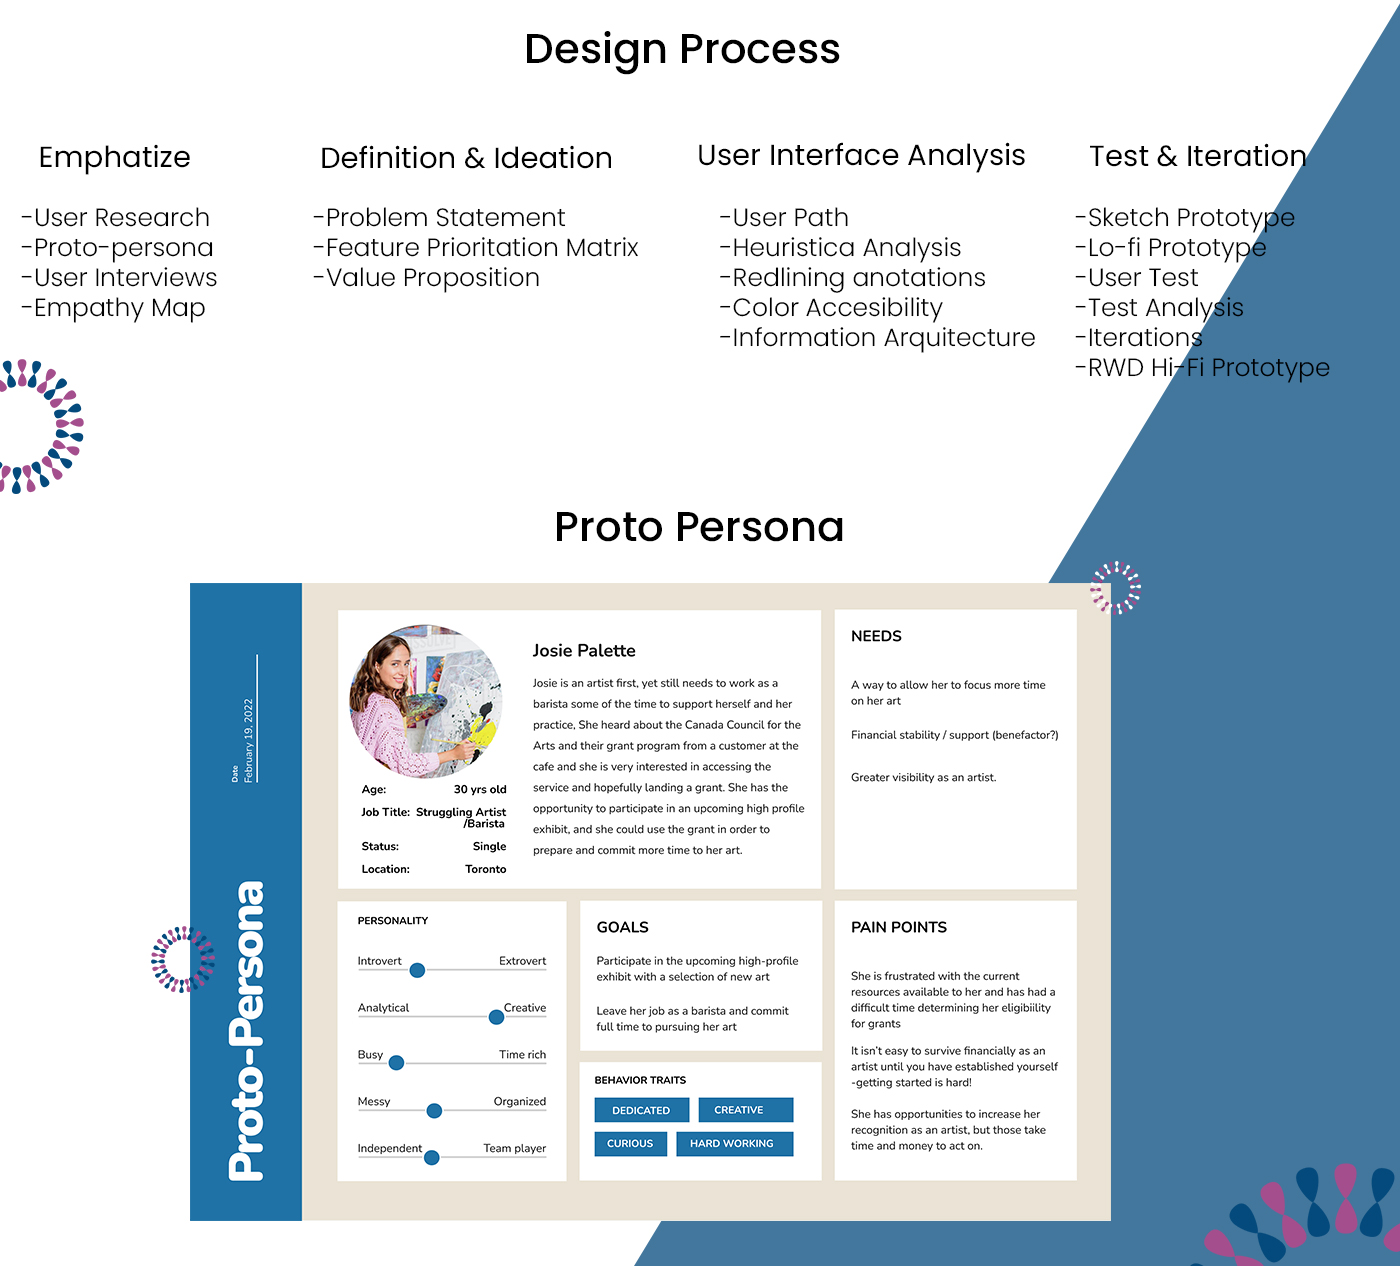 Design Process
Emphatize
-User Research
-Proto-persona
-User Interviews
-Empathy Map
Definition & Ideation
-Problem Statement
-Feature Prioritation Matrix
-Value Proposition
User Interface Analysis
-User Path
-Heuristica Analysis
-Redlining anotations
-Color Accesibility
-Information Arquitecture
Test & Iteration
-Sketch Prototype
-Lo-fi Prototype
-User Test
-Test Analysis
-Iterations
-RWD Hi-Fi Prototype
Proto Persona
Proto-Persona
Date
February 19, 2022
Josie Palette
Josie is an artist first, yet still needs to work as a
barista some of the time to support herself and her
practice, She heard about the Canada Council for the
Arts and their grant program from a customer at the
cafe and she is very interested in accessing the
service and hopefully landing a grant. She has the
opportunity to participate in an upcoming high profile
exhibit, and she could use the grant in order to
prepare and commit more time to her art.
Age: 30 yrs old
Job Title: Struggling Artist
/Barista
Status: Single
Location: Toronto
NEEDS
A way to allow her to focus more time
on her art
Financial stability / support (benefactor?)
Greater visibility as an artist.
PERSONALITY
Introvert Extrovert
Analytical Creative
Busy Time rich
Messy Organized
Independent Team player
GOALS
Participate in the upcoming high-profile
exhibit with a selection of new art
Leave her job as a barista and commit
full time to pursuing her art
BEHAVIOR TRAITS
DEDICATED CREATIVE
CURIOUS HARD WORKING
PAIN POINTS
She is frustrated with the current
resources available to her and has had a
difficult time determining her eligibiility
for grants
It isn't easy to survive financially as an
artist until you have established yourself
-getting started is hard!
She has opportunities to increase her
recognition as an artist, but those take
time and money to act on.